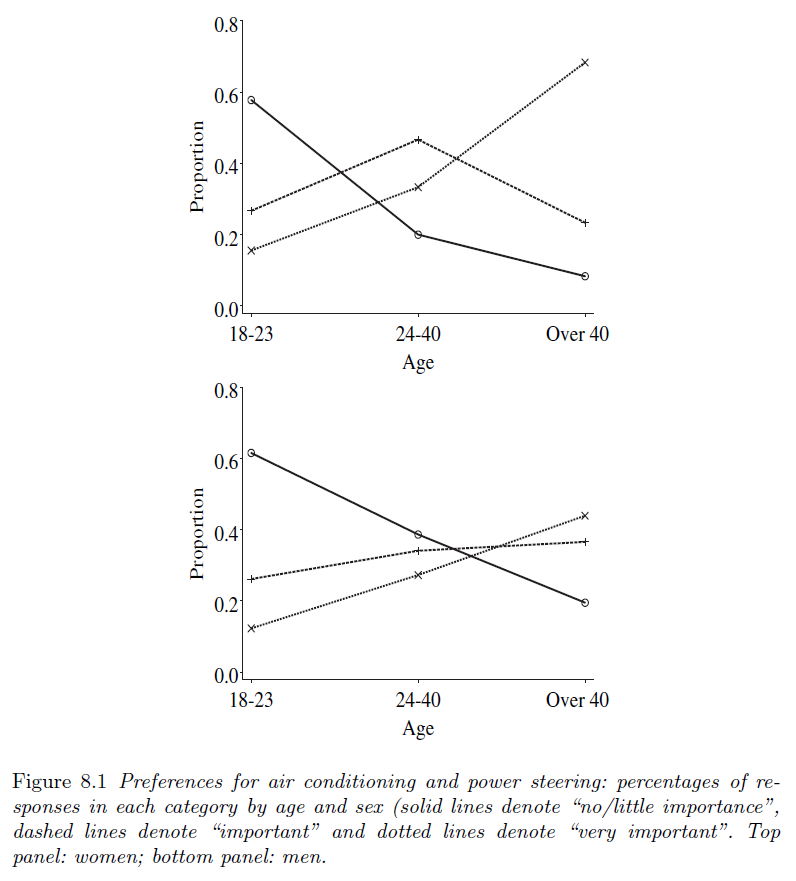 0.8
0.6
0.4
0.2
0.0
Proportion
18-23 24-40 Over 40
Age
0.8
0.6
0.4
0.2
0.0
Proportion
18-23 24-40 Over 40
Age
Figure 8.1 Preferences for air conditioning and power steering: percentages of re-
sponses in each category by age and sex (solid lines denote “no/little importance”,
dashed lines denote “important” and dotted lines denote “very important”. Top
panel: women; bottom panel: men.